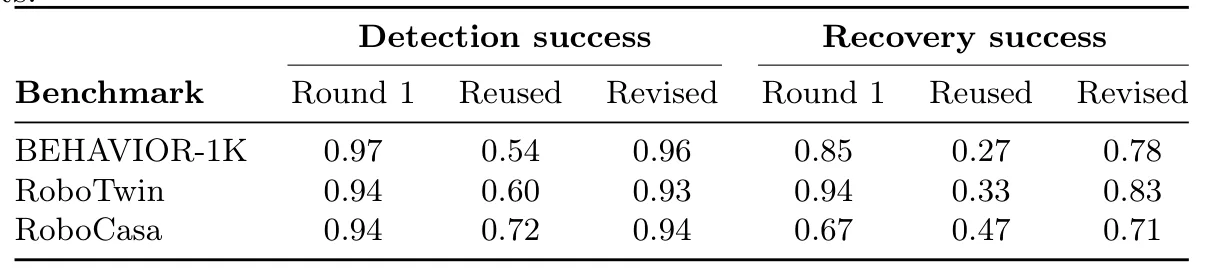 ts.
Detection success Recovery success
Benchmark Round 1 Reused Revised Round 1 Reused Revised
BEHAVIOR-1K 0.97 0.54 0.96 0.85 0.27 0.78
RoboTwin 0.94 0.60 0.93 0.94 0.33 0.83
RoboCasa 0.94 0.72 0.94 0.67 0.47 0.71